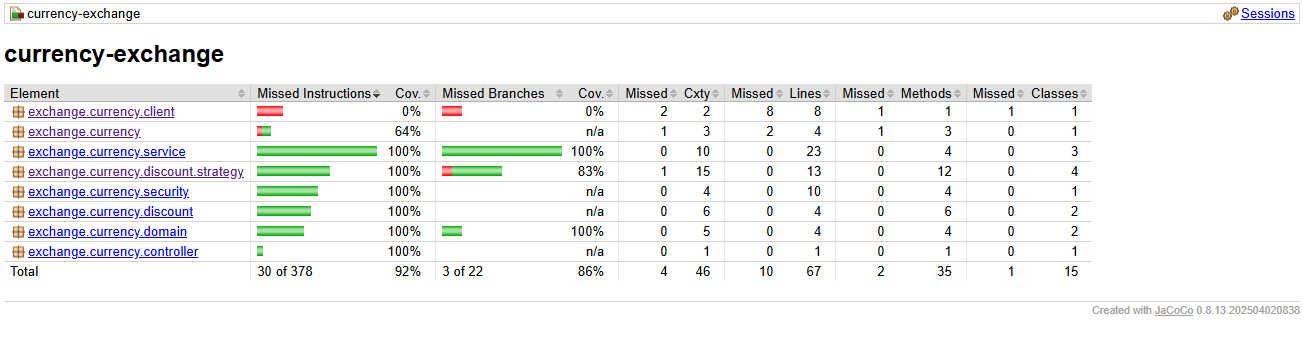 currency-exchange Sessions
currency-exchange
Element Missed Instructions Cov. Missed Branches Cov. Missed Cxty Missed Lines Missed Methods Missed Classes
exchange.currency.client 0% 0% 2 2 8 8 1 1 1 1
exchange.currency 64% n/a 1 3 2 4 1 3 0 1
exchange.currency.service 100% 100% 0 10 0 23 0 4 0 3
exchange.currency.discount.strategy 100% 83% 1 15 0 13 0 12 0 4
exchange.currency.security 100% n/a 0 4 0 10 0 4 0 1
exchange.currency.discount 100% n/a 0 6 0 4 0 6 0 2
exchange.currency.domain 100% 100% 0 5 0 4 0 4 0 2
exchange.currency.controller 100% n/a 0 1 0 1 0 1 0 1
Total 30 of 378 92% 3 of 22 86% 4 46 10 67 2 35 1 15
Created with JaCoCo 0.8.13.202504020838